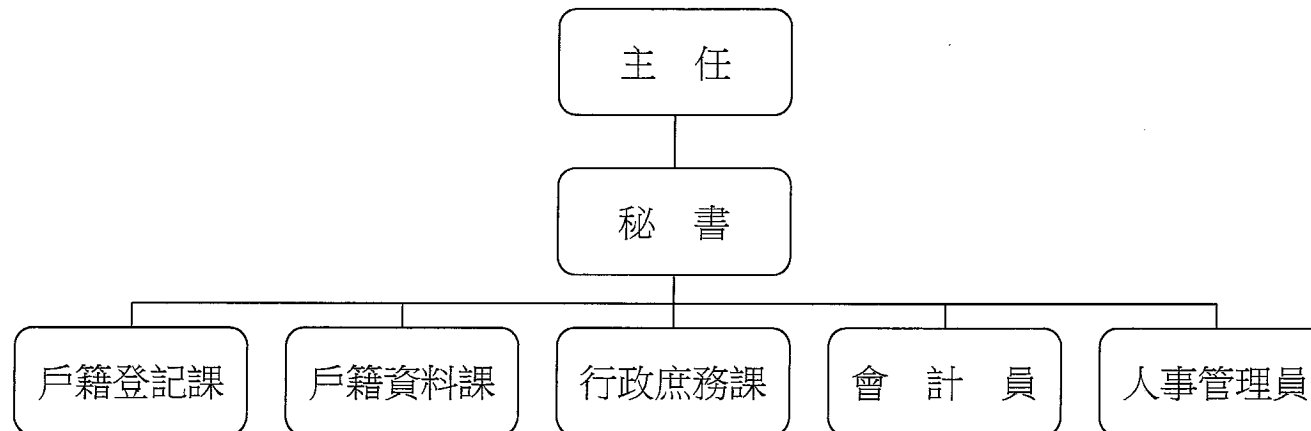 主任
秘書
戶籍登記課
戶籍資料課
行政庶務課
會計員
人事管理員